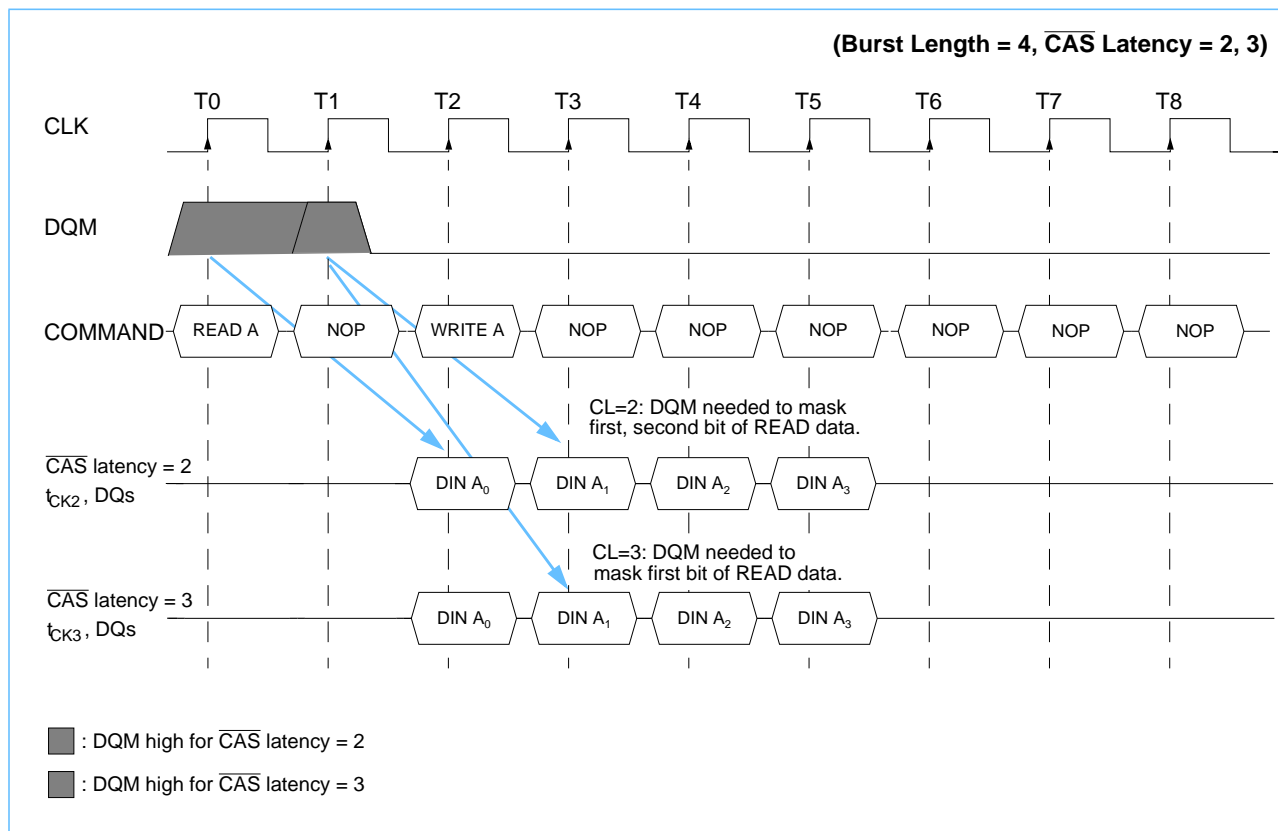 (Burst Length = 4, CAS Latency = 2, 3)
T0 T1 T2 T3 T4 T5 T6 T7 T8
CLK
DQM
COMMAND READ A NOP WRITE A NOP NOP NOP NOP NOP NOP
CL=2: DQM needed to mask
first, second bit of READ data.
CAS latency = 2
tCK2, DQs
DIN A0 DIN A1 DIN A2 DIN A3
CL=3: DQM needed to
mask first bit of READ data.
CAS latency = 3
tCK3, DQs
DIN A0 DIN A1 DIN A2 DIN A3
: DQM high for CAS latency = 2
: DQM high for CAS latency = 3